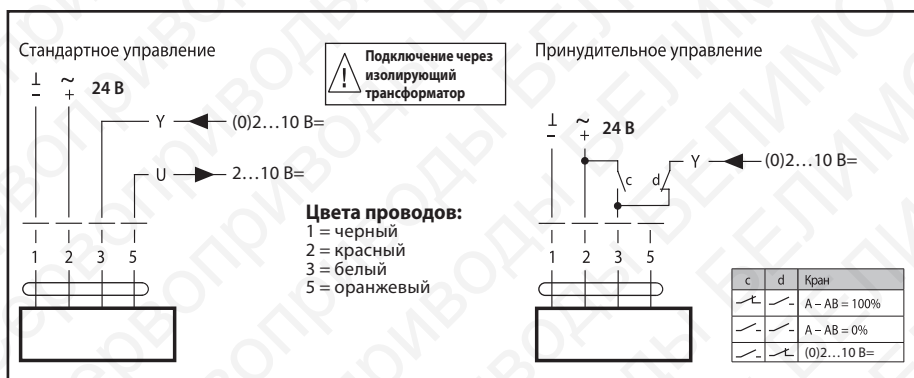 Стандартное управление
⊥ ~
- + 24 В
Y (0)2…10 В=
U 2…10 В=
1 2 3 5
Подключение через
изолирующий
трансформатор
!
Цвета проводов:
1 = черный
2 = красный
3 = белый
5 = оранжевый
Принудительное управление
⊥ ~
- + 24 В
c d Y (0)2…10 В=
1 2 3 5
c d Кран
A – AB = 100%
A – AB = 0%
(0)2…10 В=
СЕРВОПРИВОДЫ БЕЛИМО